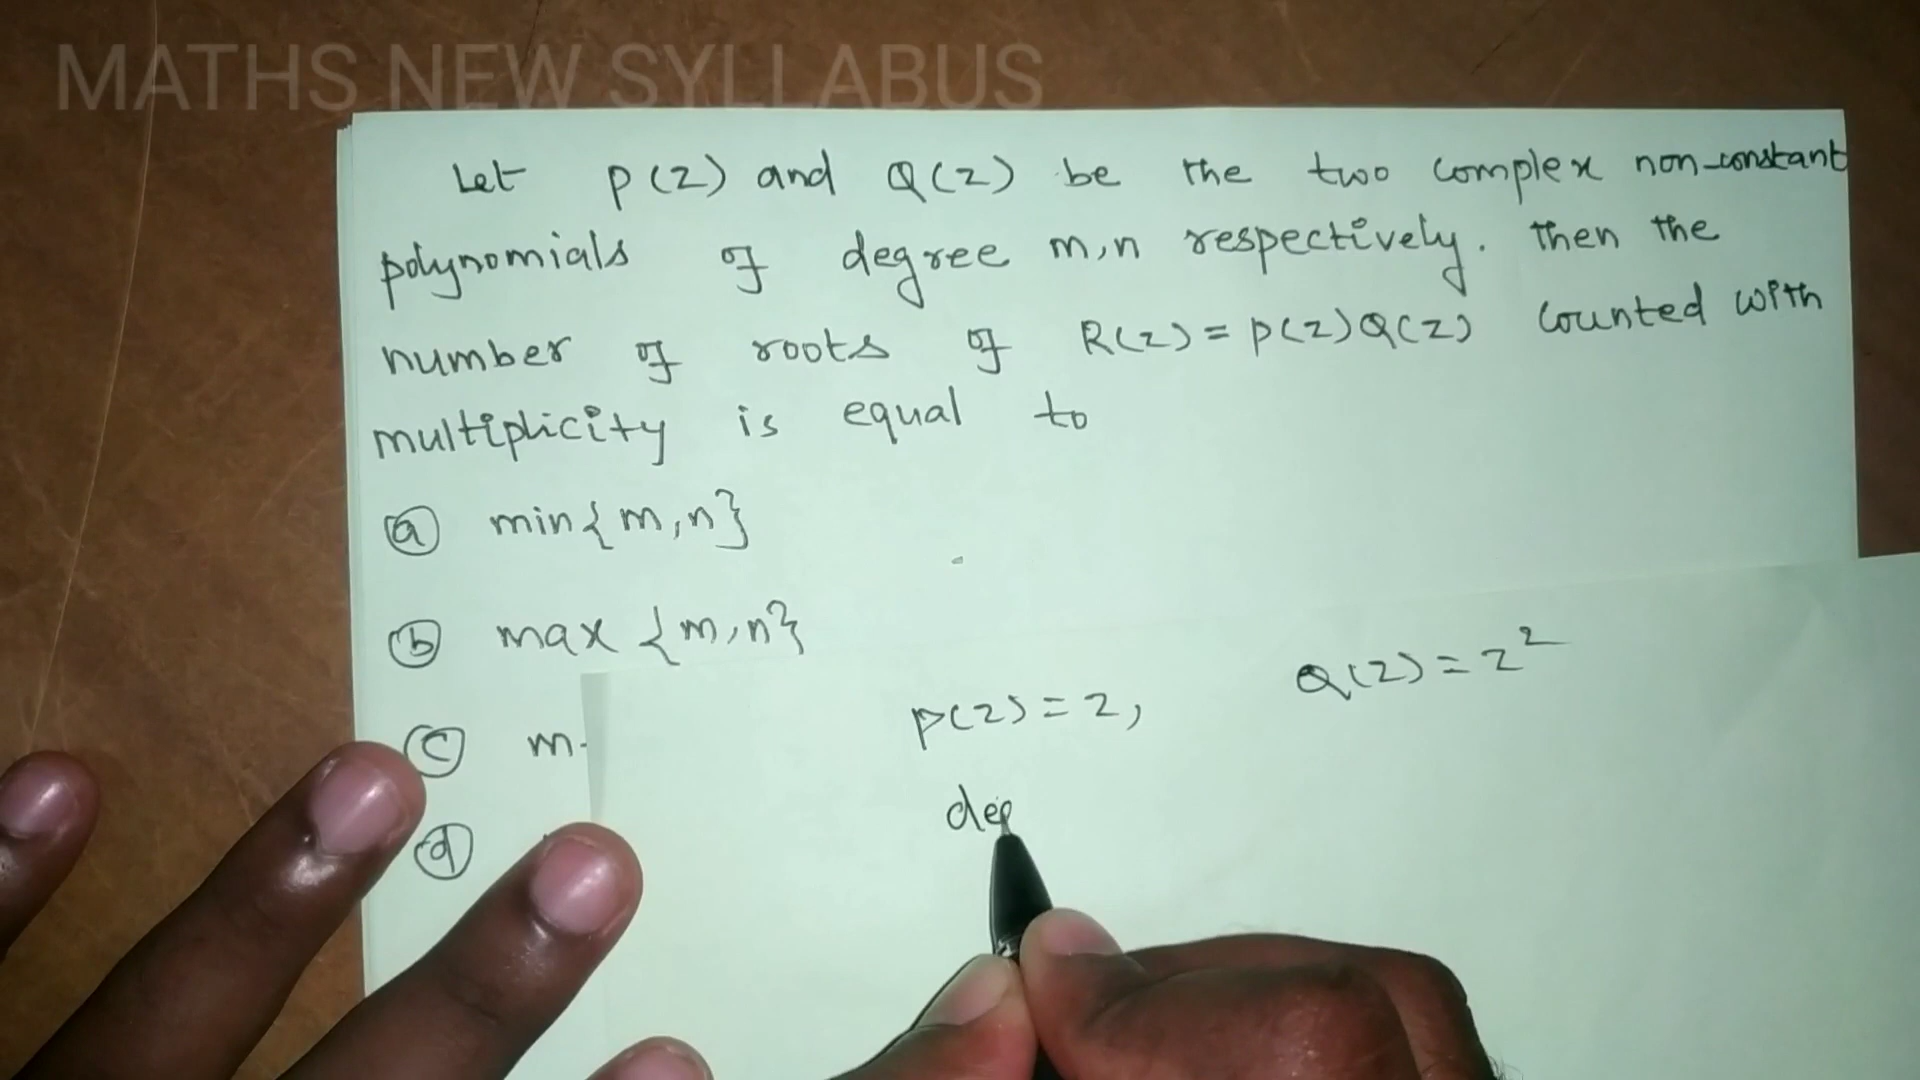 MATHS NEW SYLLABUS
Let P(z) and Q(z) be the two complex non-constant
polynomials of degree m,n respectively. then the
number of roots of R(z) = P(z)Q(z) counted with
multiplicity is equal to
(a) min{m,n}
(b) max {m,n}
(c) m
(d)
P(z) = z,
Q(z) = z²
deg